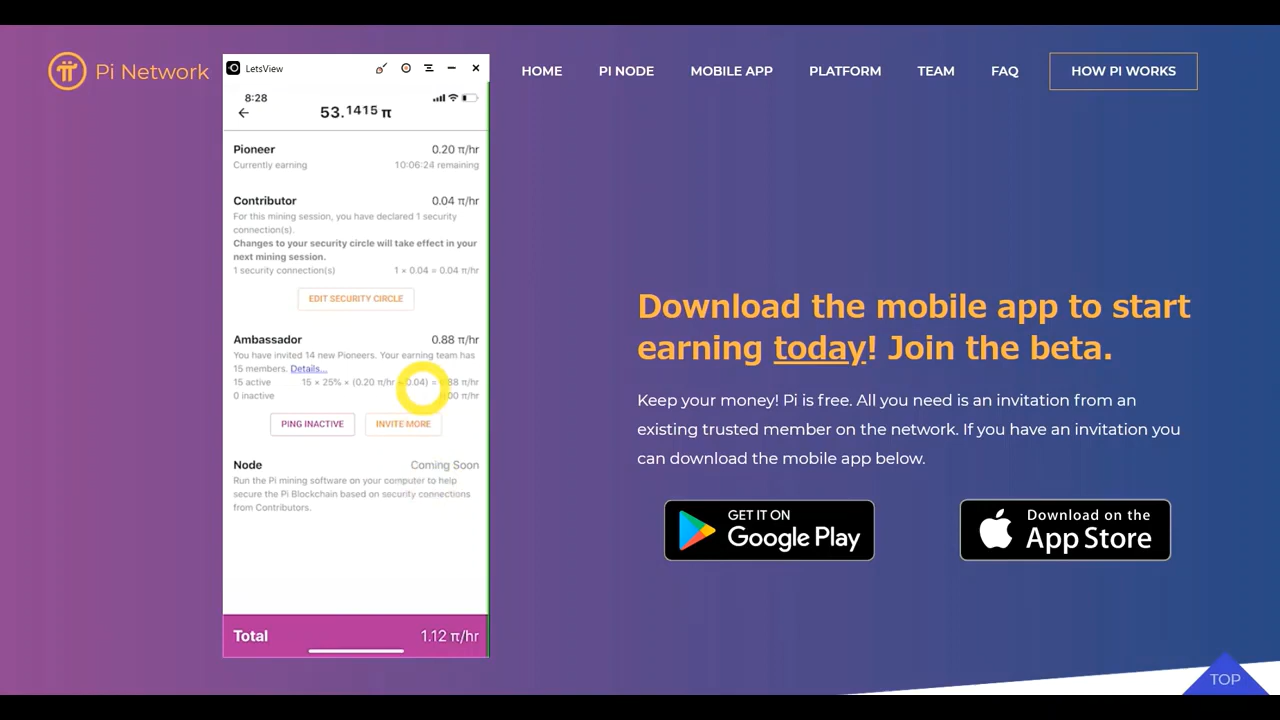 Pi Network
HOME
PI NODE
MOBILE APP
PLATFORM
TEAM
FAQ
HOW PI WORKS
LetsView
8:28
53.1415 π
Pioneer 0.20 π/hr
Currently earning 10:06:24 remaining
Contributor 0.04 π/hr
For this mining session, you have declared 1 security
connection(s).
Changes to your security circle will take effect in your
next mining session.
1 security connection(s) 1 × 0.04 = 0.04 π/hr
EDIT SECURITY CIRCLE
Ambassador 0.88 π/hr
You have invited 14 new Pioneers. Your earning team has
15 members. Details...
15 active 15 × 25% × (0.20 π/hr 0.04) = 88 π/hr
0 inactive 00 π/hr
PING INACTIVE
INVITE MORE
Node Coming Soon
Run the Pi mining software on your computer to help
secure the Pi Blockchain based on security connections
from Contributors.
Total 1.12 π/hr
Download the mobile app to start
earning today! Join the beta.
Keep your money! Pi is free. All you need is an invitation from an
existing trusted member on the network. If you have an invitation you
can download the mobile app below.
GET IT ON
Google Play
Download on the
App Store
TOP